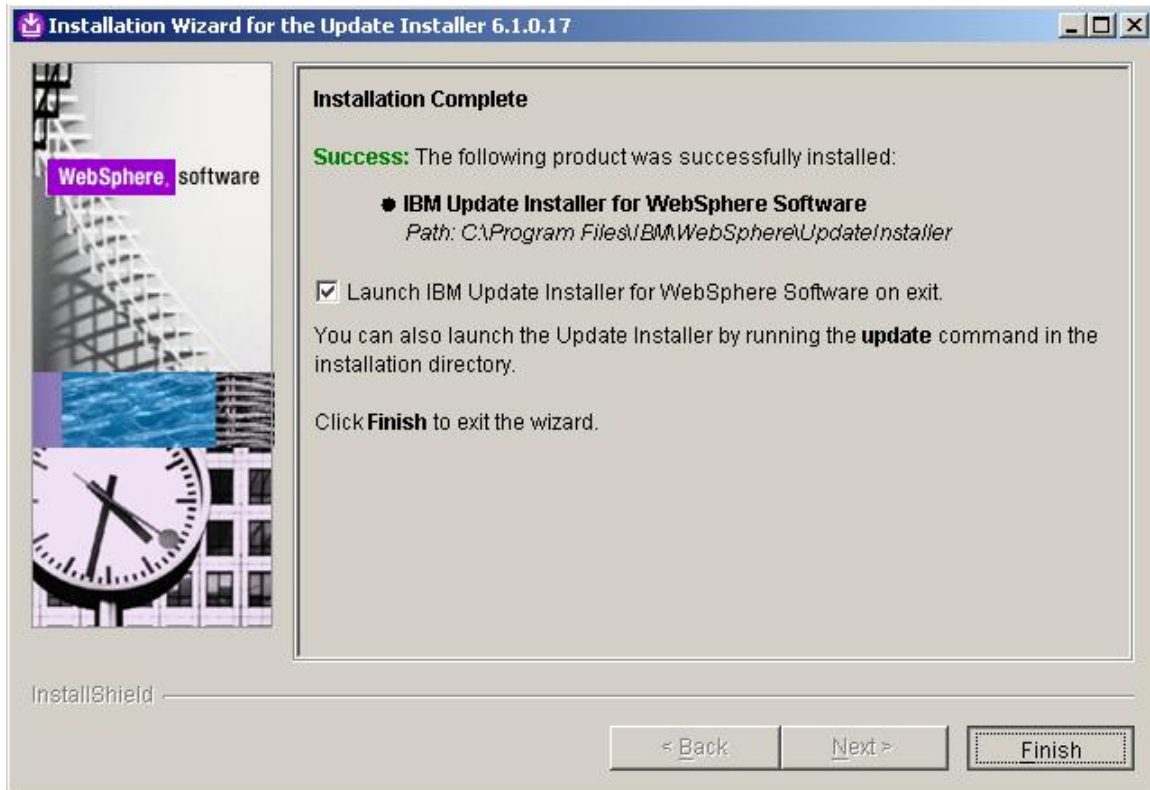 Installation Wizard for the Update Installer 6.1.0.17
WebSphere. software
Installation Complete
Success: The following product was successfully installed:
IBM Update Installer for WebSphere Software
Path: C:\Program Files\IBM\WebSphere\UpdateInstaller
Launch IBM Update Installer for WebSphere Software on exit.
You can also launch the Update Installer by running the update command in the
installation directory.
Click Finish to exit the wizard.
InstallShield
< Back
Next >
Finish